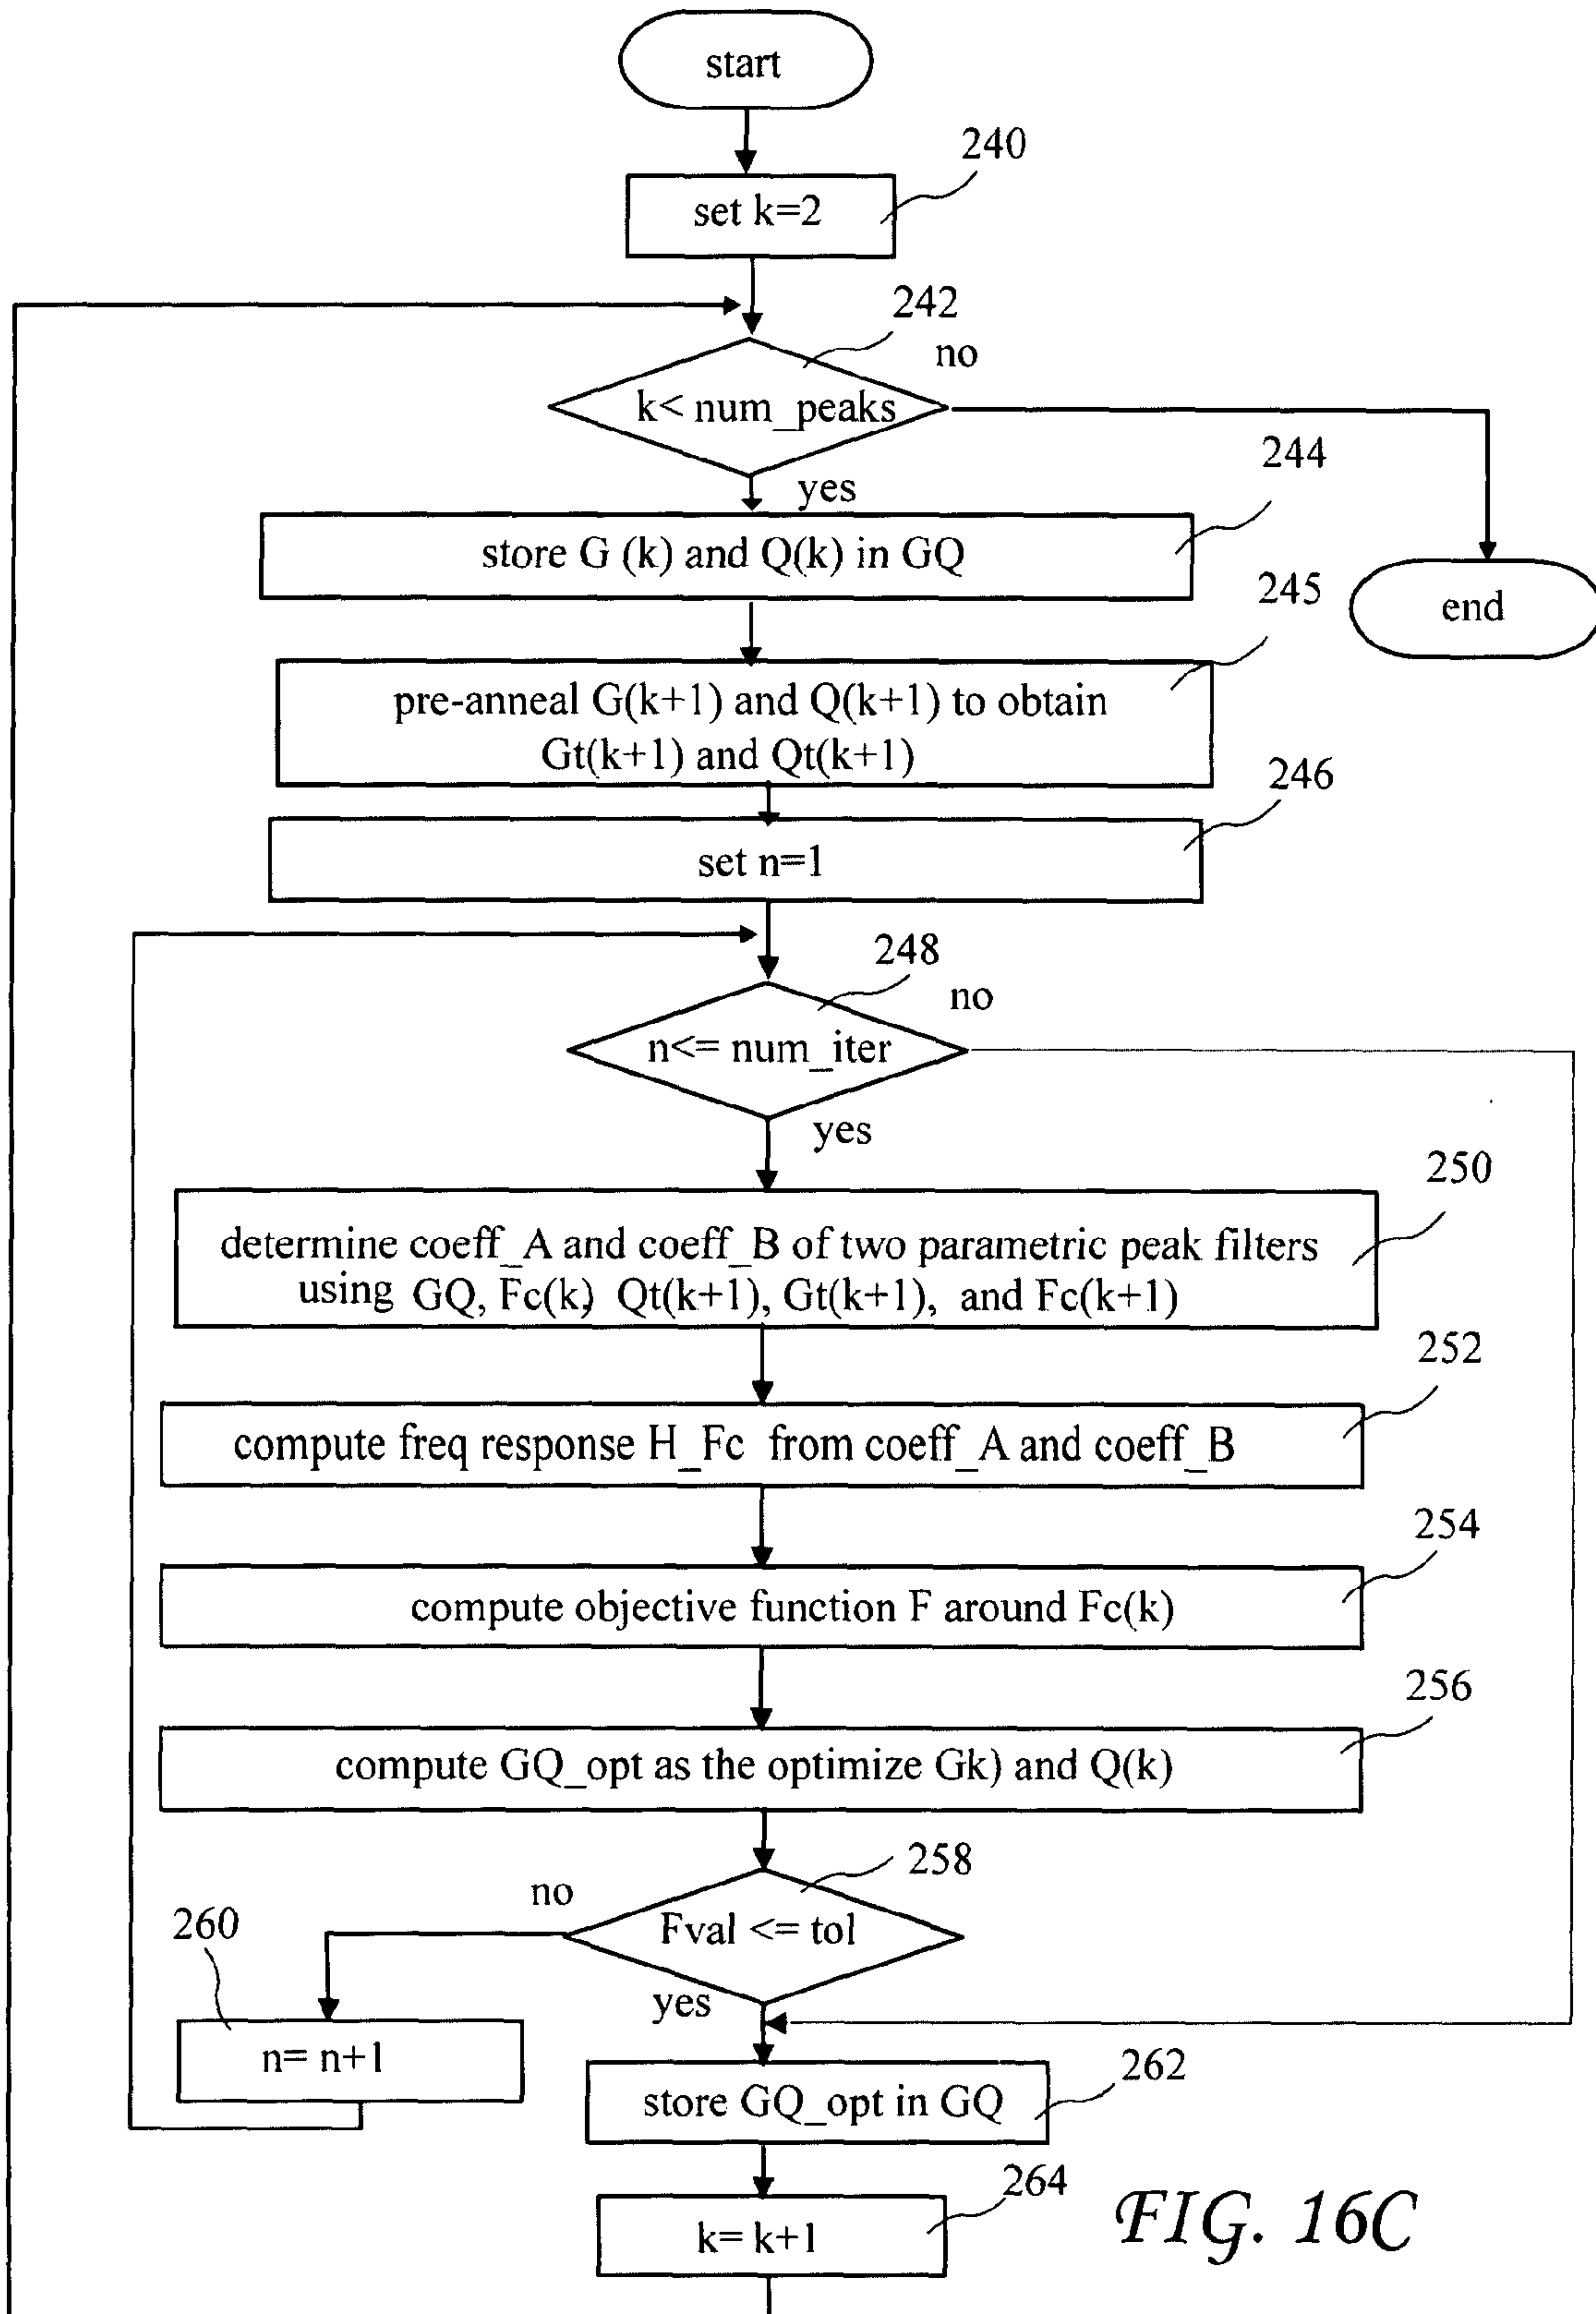 start
240
set k=2
242
no
k< num_peaks
244
yes
store G (k) and Q(k) in GQ
245
end
pre-anneal G(k+1) and Q(k+1) to obtain
Gt(k+1) and Qt(k+1)
246
set n=1
248
no
n<= num_iter
yes
250
determine coeff_A and coeff_B of two parametric peak filters
using GQ, Fc(k) Qt(k+1), Gt(k+1), and Fc(k+1)
252
compute freq response H_Fc from coeff_A and coeff_B
254
compute objective function F around Fc(k)
256
compute GQ_opt as the optimize Gk) and Q(k)
258
no
Fval <= tol
260
yes
n= n+1
262
store GQ_opt in GQ
264
k= k+1
FIG. 16C